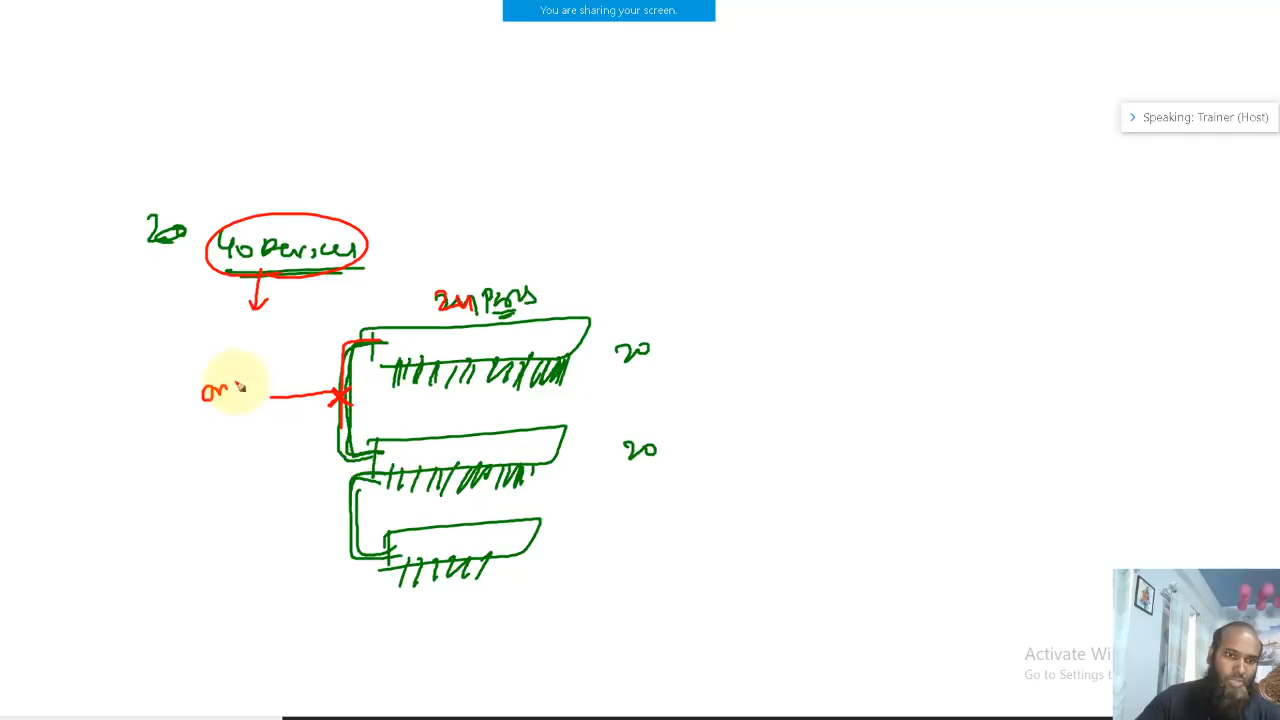 You are sharing your screen.
Speaking: Trainer (Host)
20
40 Devices
24 Ports
20
on
20
Activate Wi
Go to Settings t